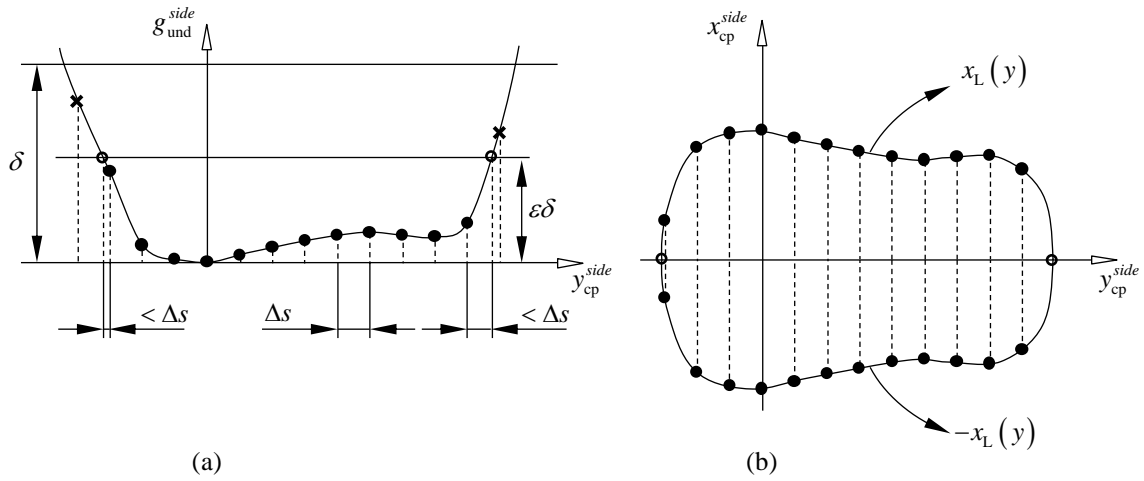 g_und^side
δ
εδ
y_cp^side
< Δs
Δs
< Δs
(a)
x_cp^side
x_L(y)
y_cp^side
−x_L(y)
(b)